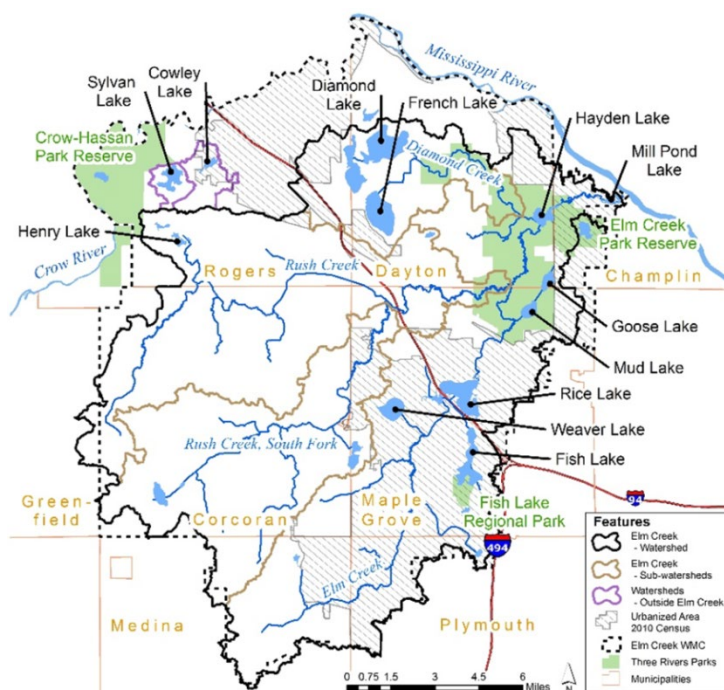 Mississippi River
Sylvan
Lake
Cowley
Lake
Diamond
Lake
French Lake
Hayden Lake
Mill Pond
Lake
Crow-Hassan
Park Reserve
Diamond Creek
Elm Creek
Park Reserve
Henry Lake
Crow River
Rogers
Rush Creek
Dayton
Champlin
Goose Lake
Mud Lake
Rice Lake
Weaver Lake
Rush Creek, South Fork
Fish Lake
94
Green-
field
Corcoran
Maple
Grove
Fish Lake
Regional Park
494
Elm Creek
Medina
Plymouth
Features
Elm Creek
- Watershed
Elm Creek
- Sub-watersheds
Watersheds
- Outside Elm Creek
Urbanized Area
2010 Census
Elm Creek WMC
Three Rivers Parks
Municipalities
0 0.75 1.5 3 4.5 6
Miles
N